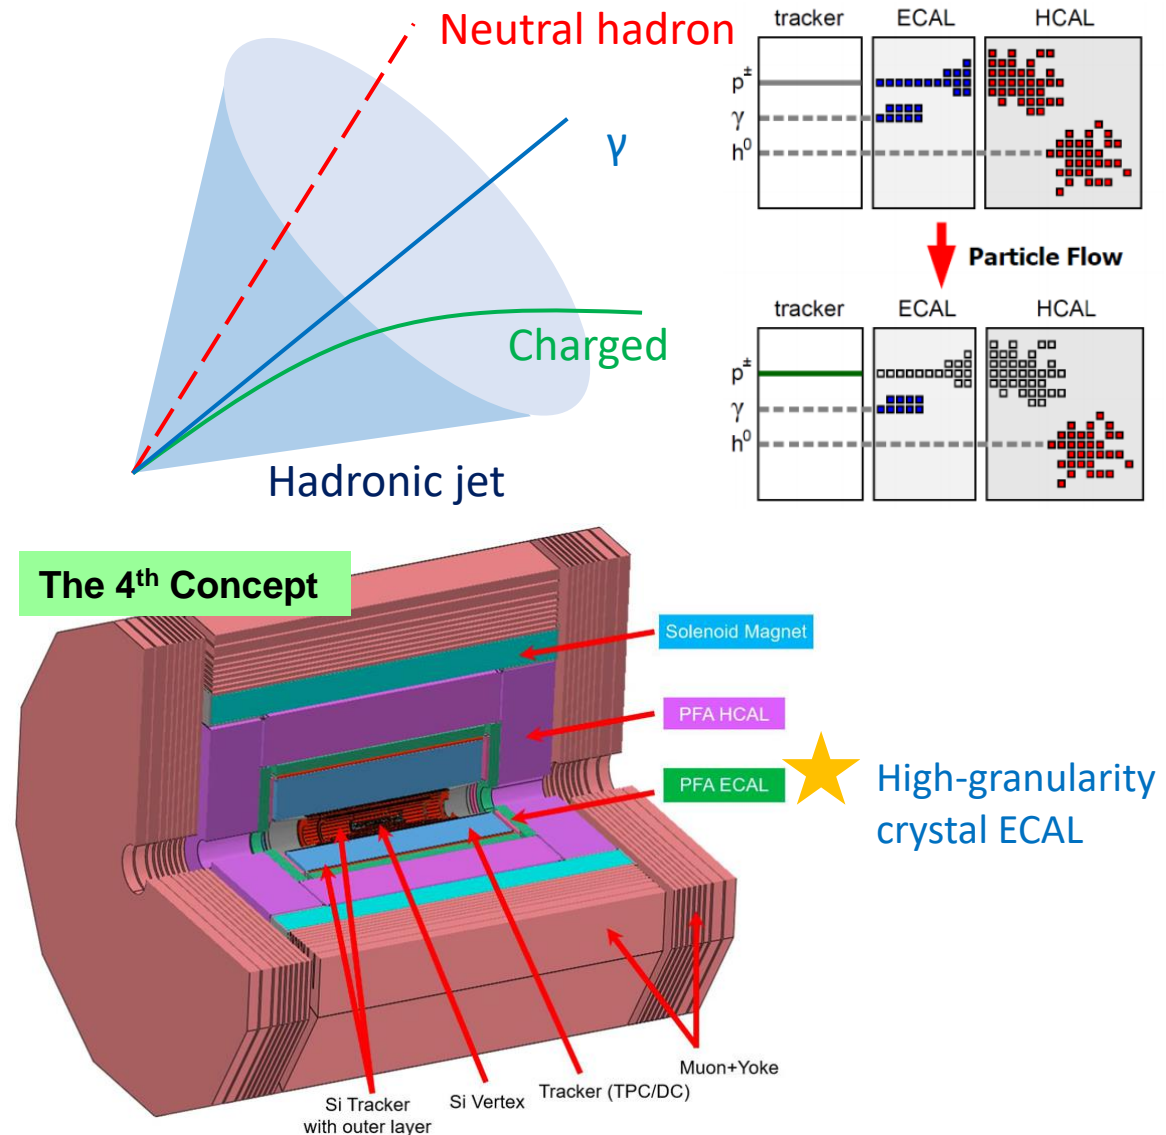 Neutral hadron
γ
Charged
Hadronic jet
tracker ECAL HCAL
p±
γ
h0
Particle Flow
tracker ECAL HCAL
p±
γ
h0
The 4th Concept
Solenoid Magnet
PFA HCAL
PFA ECAL
High-granularity
crystal ECAL
Muon+Yoke
Tracker (TPC/DC)
Si Vertex
Si Tracker
with outer layer